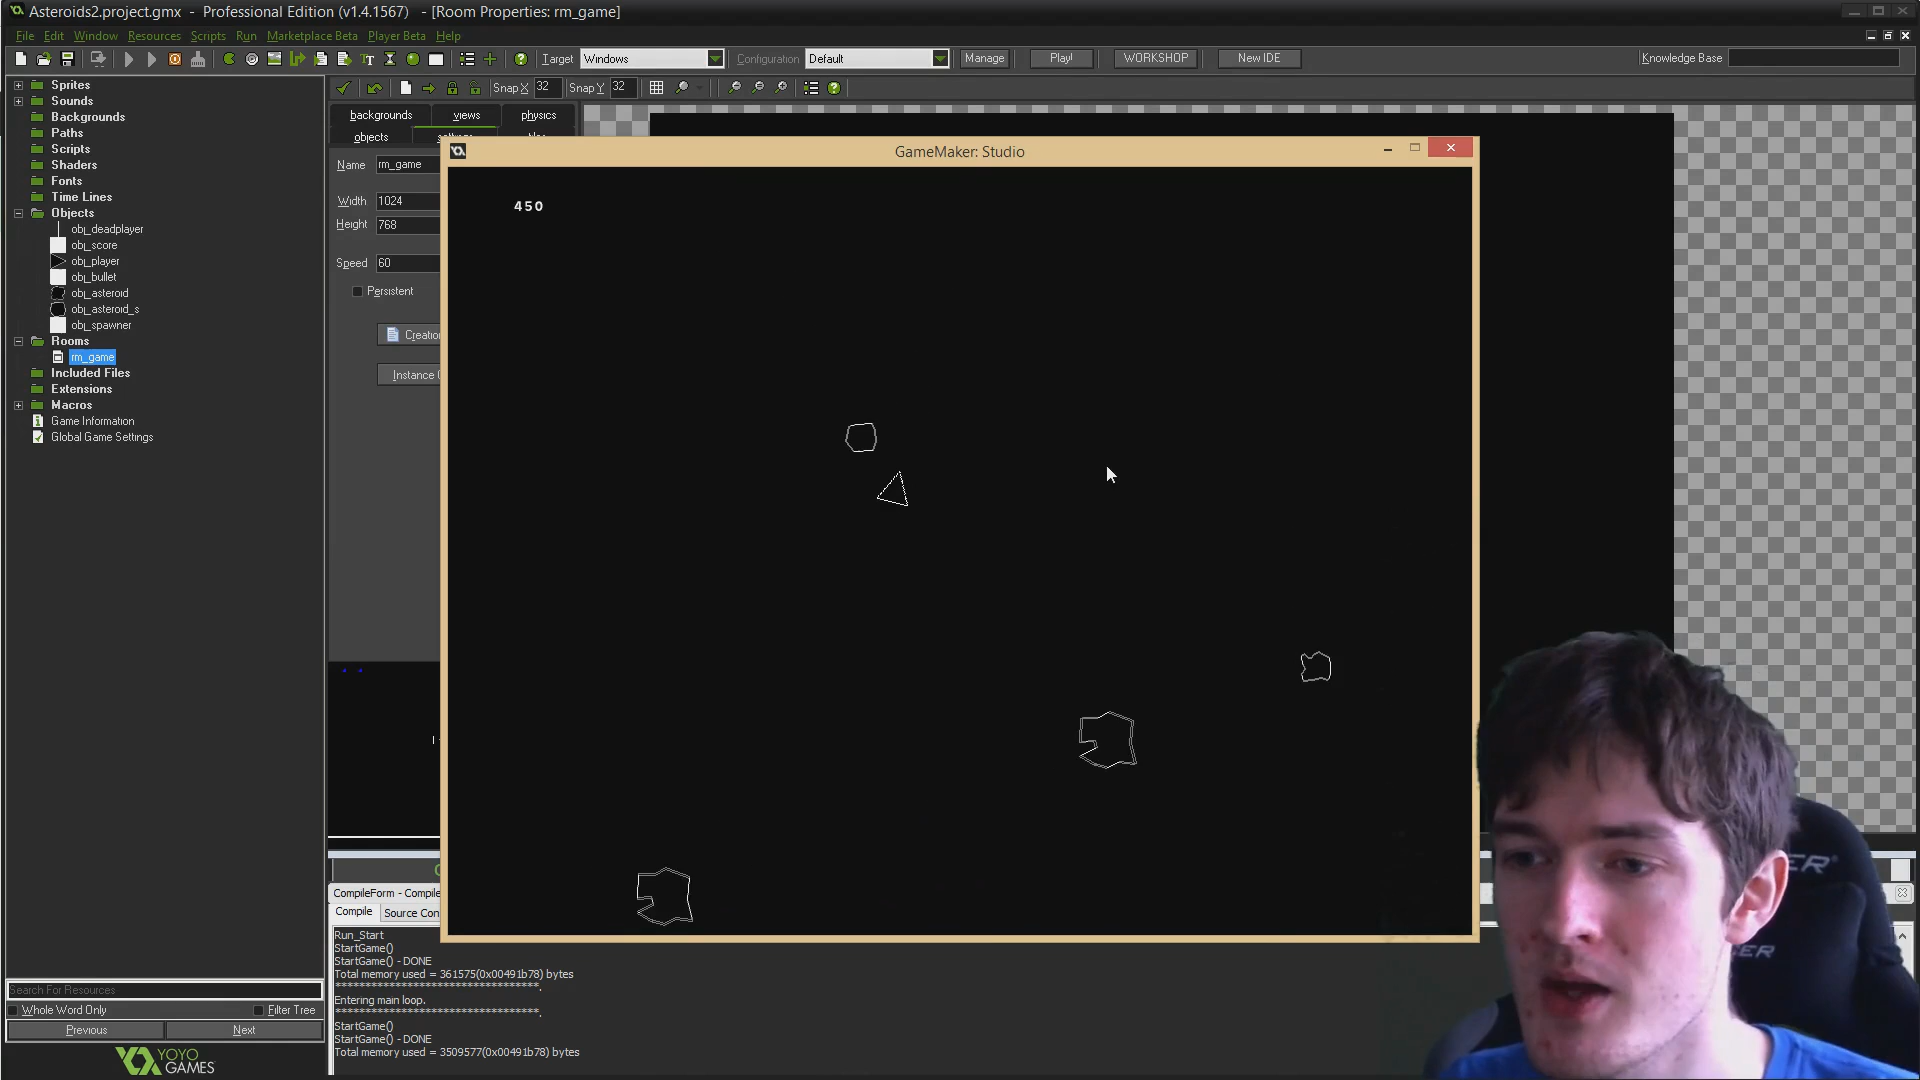 Asteroids2.project.gmx - Professional Edition (v1.4.1567) - [Room Properties: rm_game]
File Edit Window Resources Scripts Run Marketplace Beta Player Beta Help
Target Windows Configuration Default Manage Play! WORKSHOP New IDE Knowledge Base
SnapX 32 SnapY 32
Sprites
Sounds
Backgrounds
Paths
Scripts
Shaders
Fonts
Time Lines
Objects
obj_deadplayer
obj_score
obj_player
obj_bullet
obj_asteroid
obj_asteroid_s
obj_spawner
Rooms
rm_game
Included Files
Extensions
Macros
Game Information
Global Game Settings
Search For Resources
Whole Word Only Filter Tree
Previous Next
YOYO
GAMES
backgrounds views physics
objects
Name rm_game
Width 1024
Height 768
Speed 60
Persistent
Instance
GameMaker: Studio
450
CompileForm - Compile
Compile Source Con
Run_Start
StartGame()
StartGame() - DONE
Total memory used = 361575(0x00491b78) bytes
**********************************.
Entering main loop.
**********************************.
StartGame()
StartGame() - DONE
Total memory used = 3509577(0x00491b78) bytes